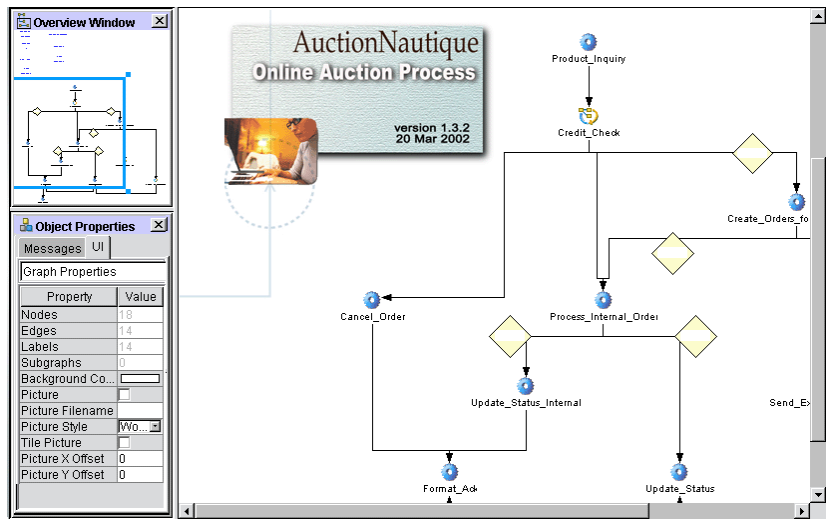 Overview Window
Object Properties
Messages
UI
Graph Properties
Property Value
Nodes 18
Edges 14
Labels 14
Subgraphs 0
Background Co...
Picture
Picture Filename
Picture Style Wo...
Tile Picture
Picture X Offset 0
Picture Y Offset 0
AuctionNautique
Online Auction Process
version 1.3.2
20 Mar 2002
Product_Inquiry
Credit_Check
Create_Orders_fo
Cancel_Order
Process_Internal_Order
Update_Status_Internal
Send_Ex
Format_Ack
Update_Status